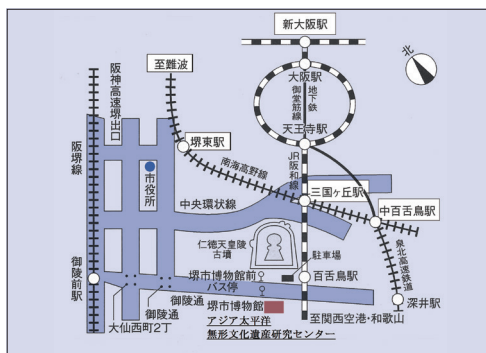 新大阪駅
北
阪神高速堺出口
至難波
大阪駅
御堂筋線
地下鉄
天王寺駅
阪堺線
堺東駅
市役所
南海高野線
JR阪和線
三国ヶ丘駅
中百舌鳥駅
中央環状線
仁徳天皇陵
古墳
泉北高速鉄道
駐車場
御陵前駅
堺市博物館前
バス停
百舌鳥駅
深井駅
大仙西町2丁
御陵通
堺市博物館
アジア太平洋
無形文化遺産研究センター
至関西空港・和歌山